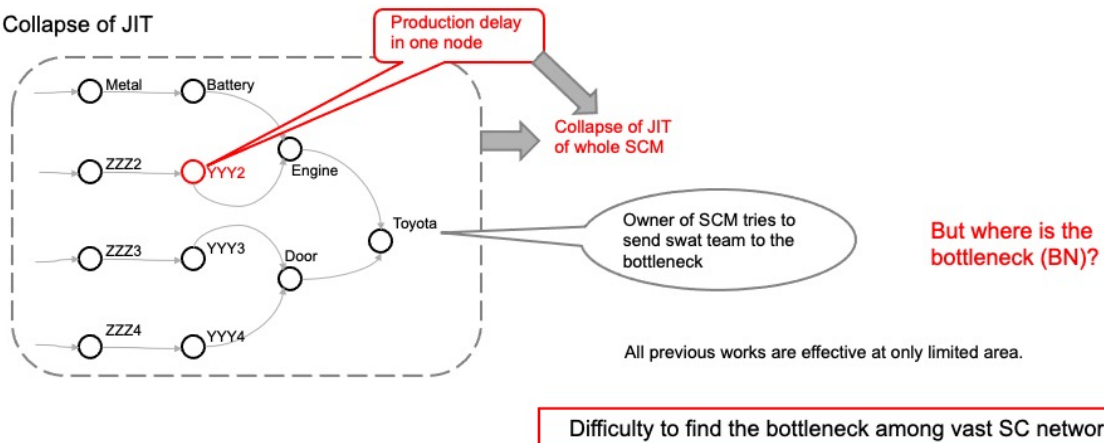 Collapse of JIT
Production delay
in one node
Metal
Battery
Collapse of JIT
of whole SCM
ZZZ2
YYY2
Engine
Toyota
Owner of SCM tries to
send swat team to the
bottleneck
But where is the
bottleneck (BN)?
ZZZ3
YYY3
Door
ZZZ4
YYY4
All previous works are effective at only limited area.
Difficulty to find the bottleneck among vast SC networ